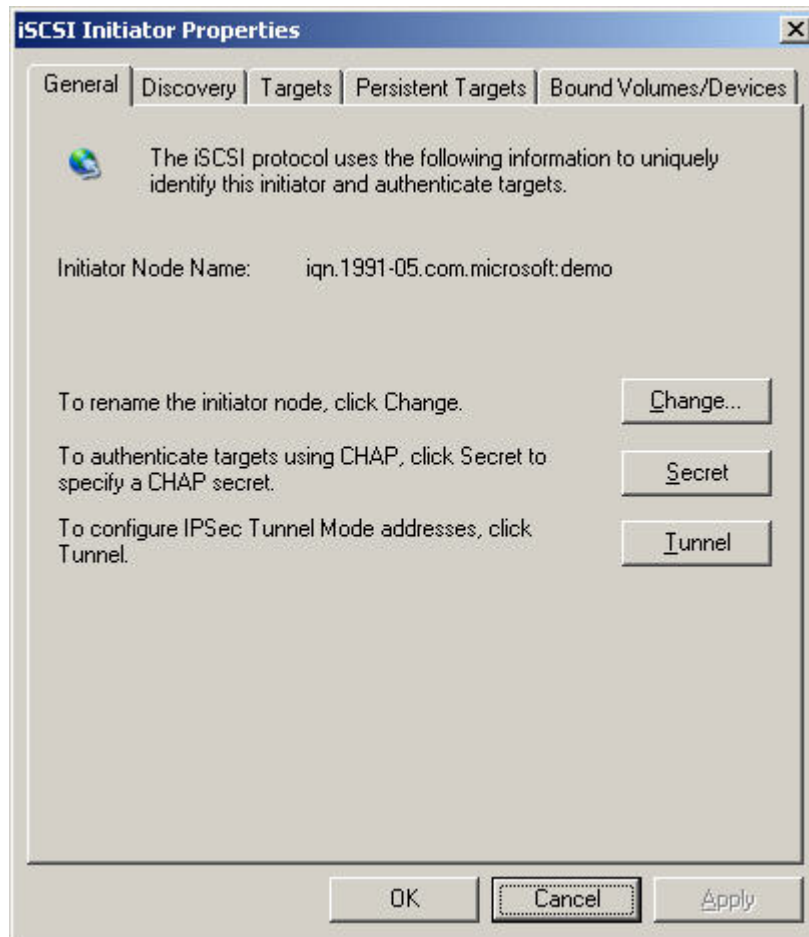 iSCSI Initiator Properties
General Discovery Targets Persistent Targets Bound Volumes/Devices
The iSCSI protocol uses the following information to uniquely
identify this initiator and authenticate targets.
Initiator Node Name: iqn.1991-05.com.microsoft:demo
To rename the initiator node, click Change.
Change...
To authenticate targets using CHAP, click Secret to
specify a CHAP secret.
Secret
To configure IPSec Tunnel Mode addresses, click
Tunnel.
Tunnel
OK Cancel Apply